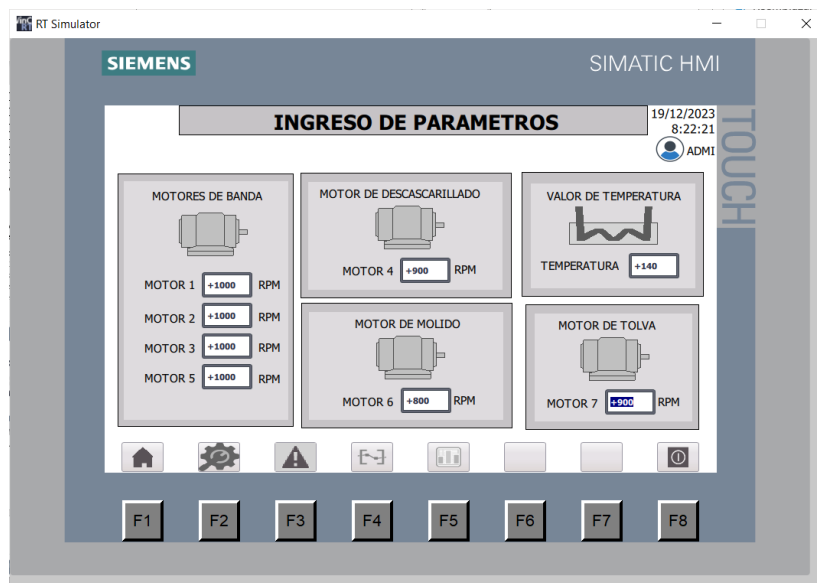 RT Simulator
SIEMENS
SIMATIC HMI
TOUCH
INGRESO DE PARAMETROS
19/12/2023
8:22:21
ADMI
MOTORES DE BANDA
MOTOR 1 +1000 RPM
MOTOR 2 +1000 RPM
MOTOR 3 +1000 RPM
MOTOR 5 +1000 RPM
MOTOR DE DESCASCARILLADO
MOTOR 4 +900 RPM
MOTOR DE MOLIDO
MOTOR 6 +800 RPM
VALOR DE TEMPERATURA
TEMPERATURA +140
MOTOR DE TOLVA
MOTOR 7 +900 RPM
F1 F2 F3 F4 F5 F6 F7 F8